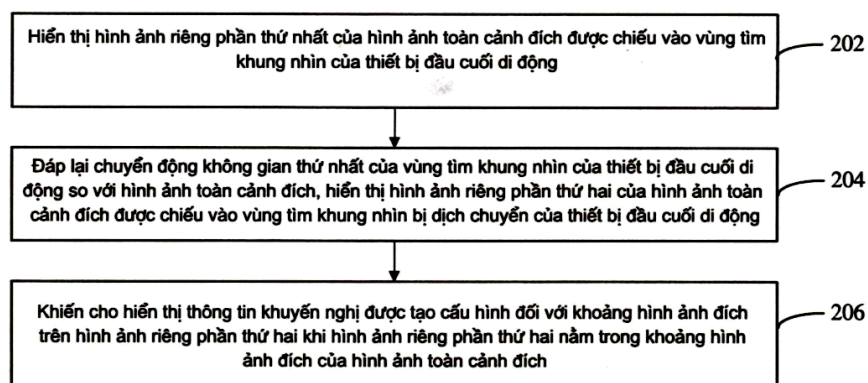 Hiển thị hình ảnh riêng phần thứ nhất của hình ảnh toàn cảnh đích được chiếu vào vùng tìm
khung nhìn của thiết bị đầu cuối di động
202
Đáp lại chuyển động không gian thứ nhất của vùng tìm khung nhìn của thiết bị đầu cuối di
động so với hình ảnh toàn cảnh đích, hiển thị hình ảnh riêng phần thứ hai của hình ảnh toàn
cảnh đích được chiếu vào vùng tìm khung nhìn bị dịch chuyển của thiết bị đầu cuối di động
204
Khiến cho hiển thị thông tin khuyến nghị được tạo cấu hình đối với khoảng hình ảnh đích
trên hình ảnh riêng phần thứ hai khi hình ảnh riêng phần thứ hai nằm trong khoảng hình
ảnh đích của hình ảnh toàn cảnh đích
206